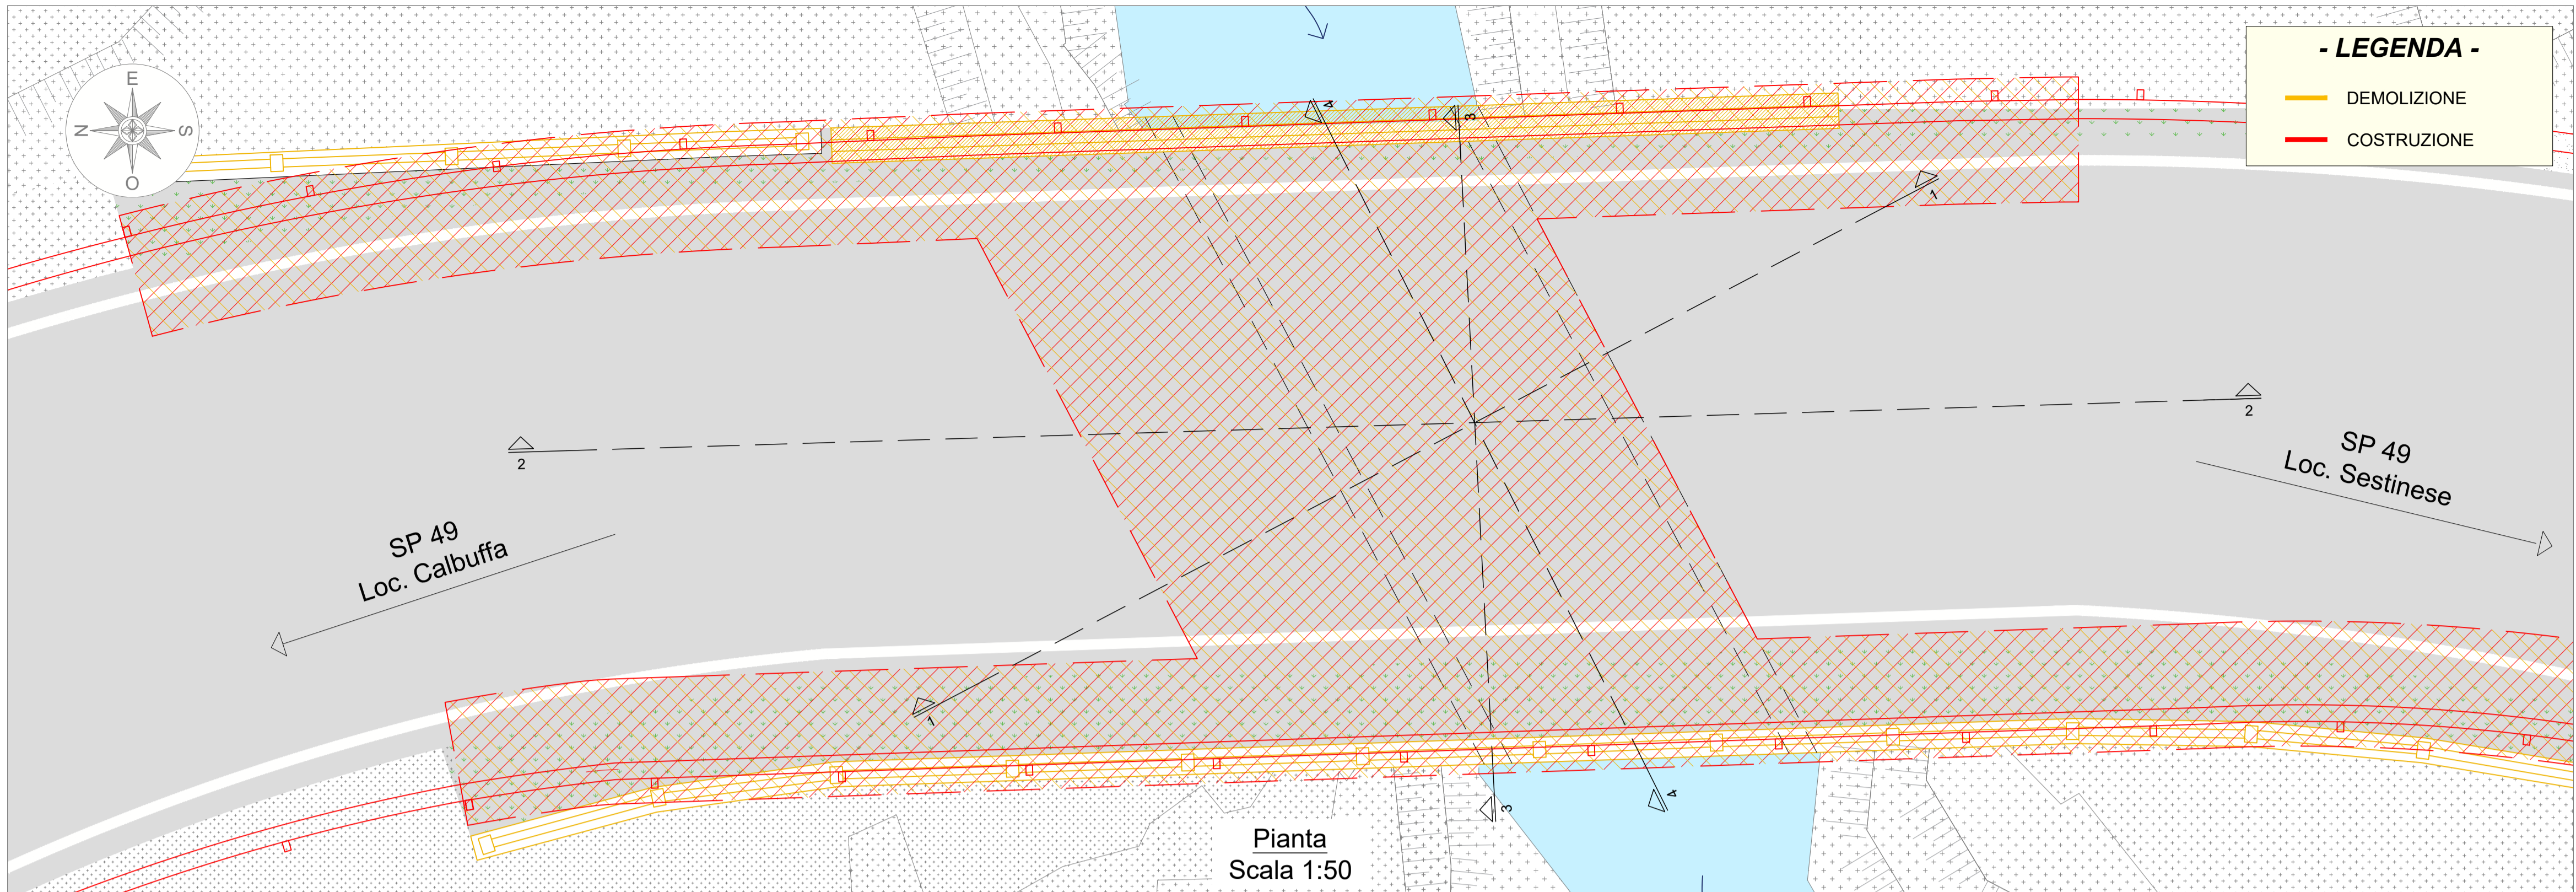 - LEGENDA -
DEMOLIZIONE
COSTRUZIONE
E
N
S
O
4
3
1
2
2
SP 49
Loc. Sestinese
SP 49
Loc. Calbuffa
1
4
3
Pianta
Scala 1:50